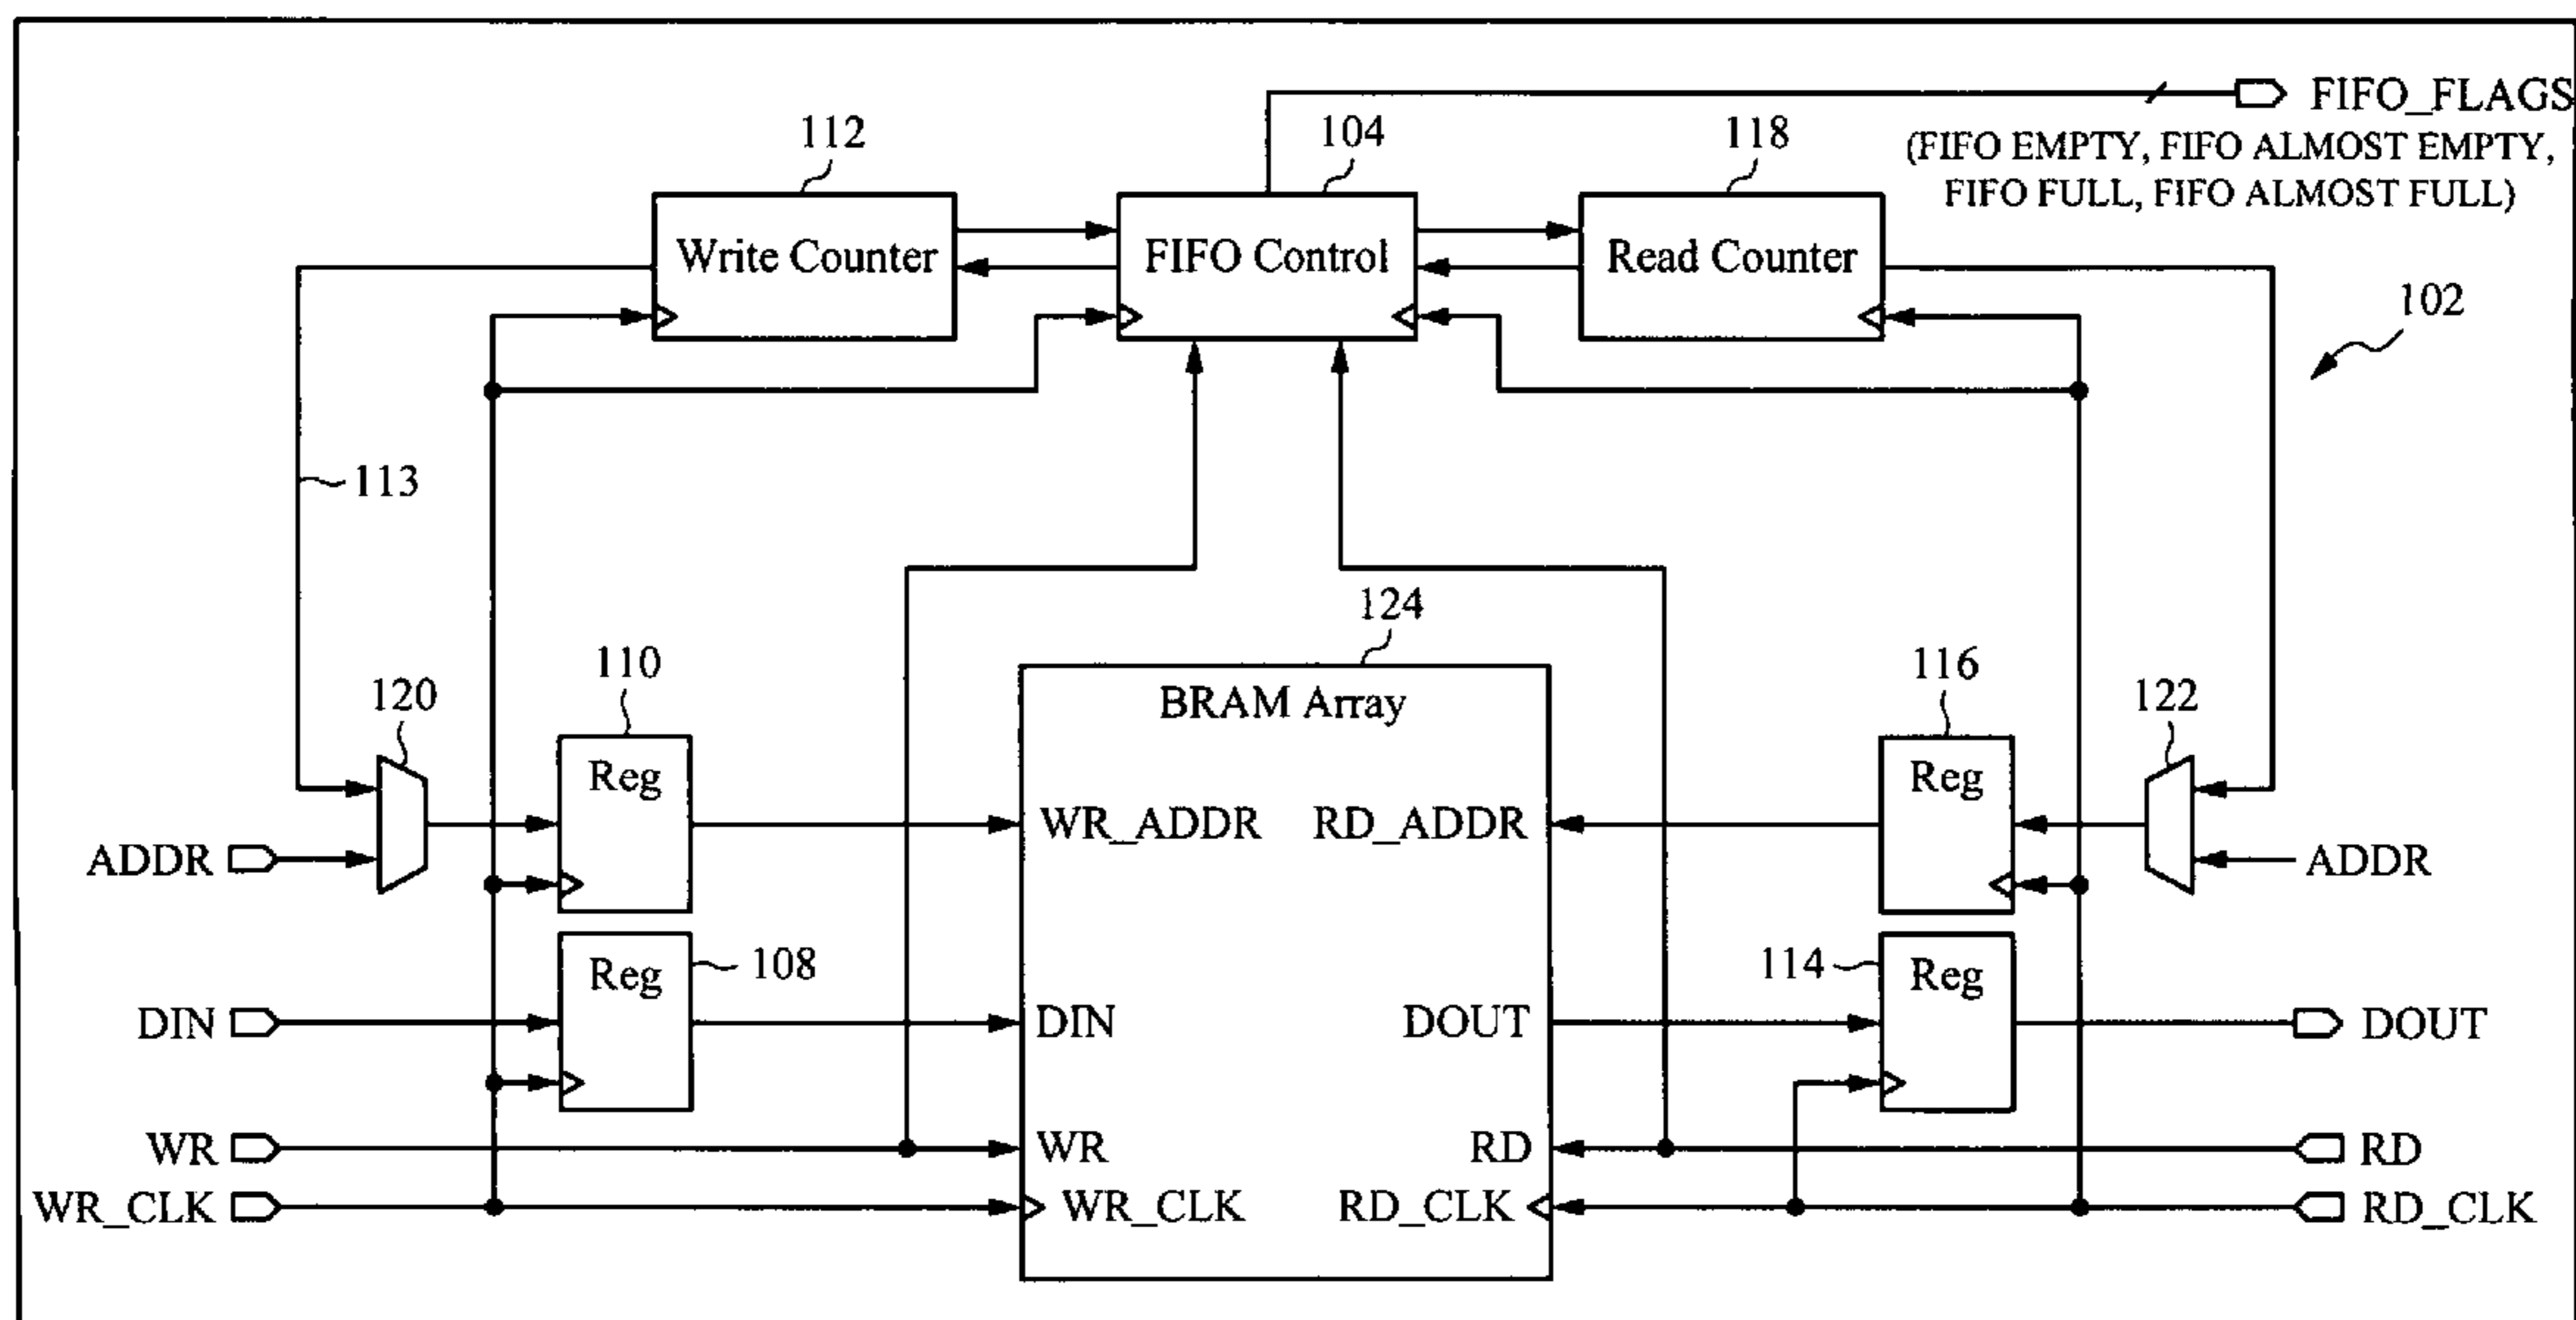 FIFO_FLAGS
(FIFO EMPTY, FIFO ALMOST EMPTY,
FIFO FULL, FIFO ALMOST FULL)
112
104
118
Write Counter
FIFO Control
Read Counter
102
113
124
110
116
120
122
BRAM Array
Reg
Reg
WR_ADDR
RD_ADDR
ADDR
ADDR
108
114
Reg
Reg
DIN
DIN
DOUT
DOUT
WR
WR
RD
RD
WR_CLK
WR_CLK
RD_CLK
RD_CLK